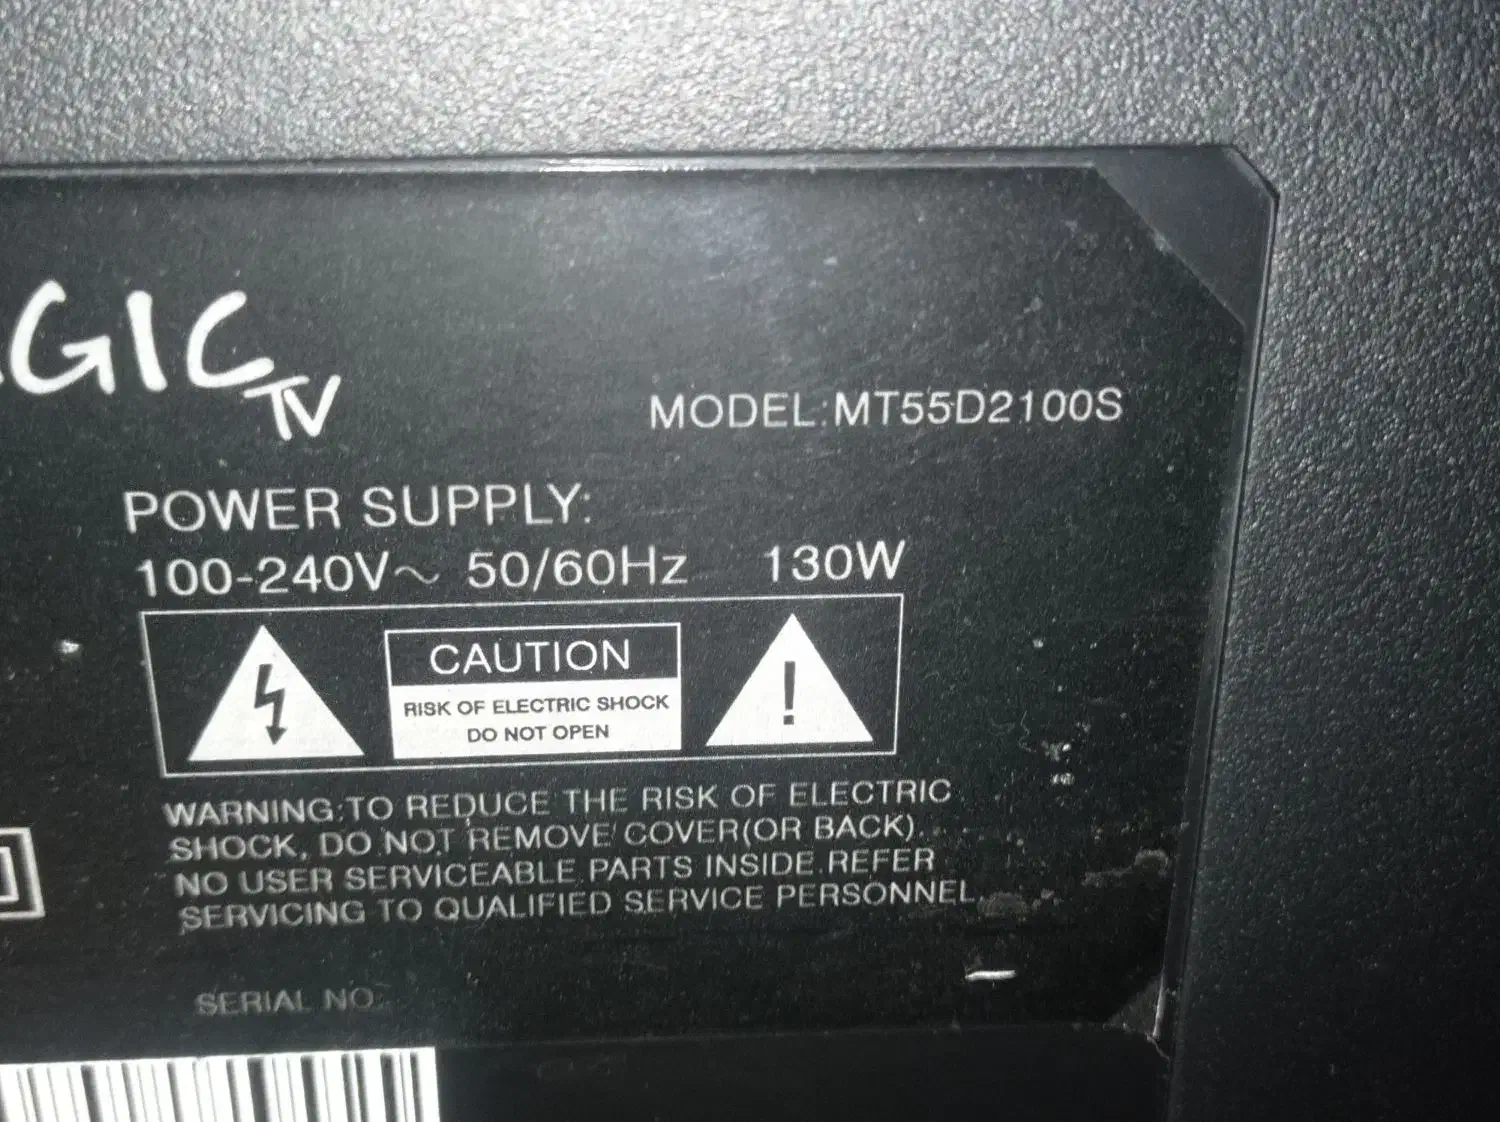 GIC
TV
MODEL:MT55D2100S
POWER SUPPLY:
100-240V~ 50/60Hz 130W
CAUTION
RISK OF ELECTRIC SHOCK
DO NOT OPEN
!
WARNING:TO REDUCE THE RISK OF ELECTRIC
SHOCK, DO NOT REMOVE COVER(OR BACK).
NO USER SERVICEABLE PARTS INSIDE.REFER
SERVICING TO QUALIFIED SERVICE PERSONNEL.
SERIAL NO: